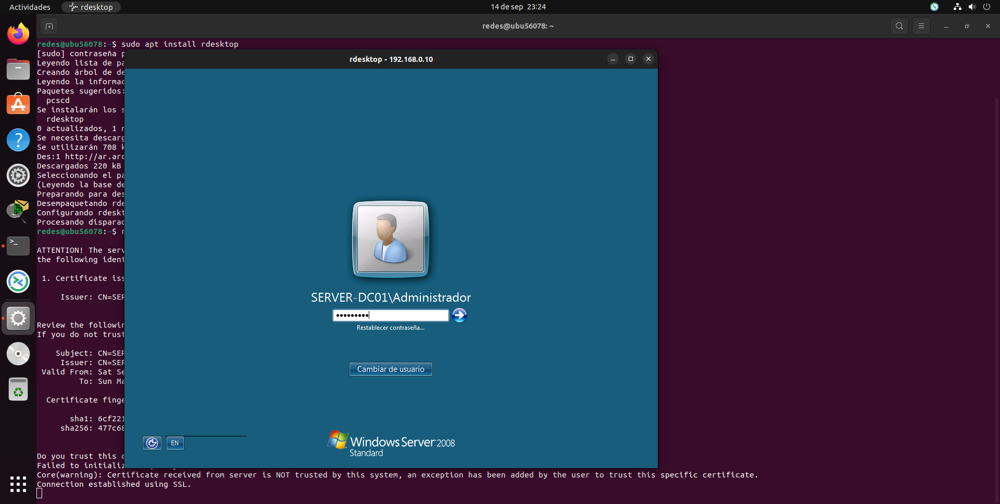 Actividades
rdesktop
14 de sep 23:24
redes@ubu56078: ~
redes@ubu56078:~$ sudo apt install rdesktop
[sudo] contraseña p
Leyendo lista de pa
Creando árbol de de
Leyendo la informac
Paquetes sugeridos:
pcscd
Se instalarán los s
rdesktop
0 actualizados, 1 n
Se necesita descarg
Se utilizarán 708 k
Des:1 http://ar.arc
Descargados 220 kB
Seleccionando el pa
(Leyendo la base de
Preparando para des
Desempaquetando rde
Configurando rdeskt
Procesando disparad
redes@ubu56078:~$ r
ATTENTION! The serv
the following ident
1. Certificate iss
Issuer: CN=SER
Review the followin
If you do not trust
Subject: CN=SER
Issuer: CN=SER
Valid From: Sat Se
To: Sun Ma
Certificate finge
sha1: 6cf221
sha256: 477c68
Do you trust this c
Failed to initializ
Core(warning): Certificate received from server is NOT trusted by this system, an exception has been added by the user to trust this specific certificate.
Connection established using SSL.
rdesktop - 192.168.0.10
SERVER-DC01\Administrador
Restablecer contraseña...
Cambiar de usuario
EN
Windows Server 2008
Standard